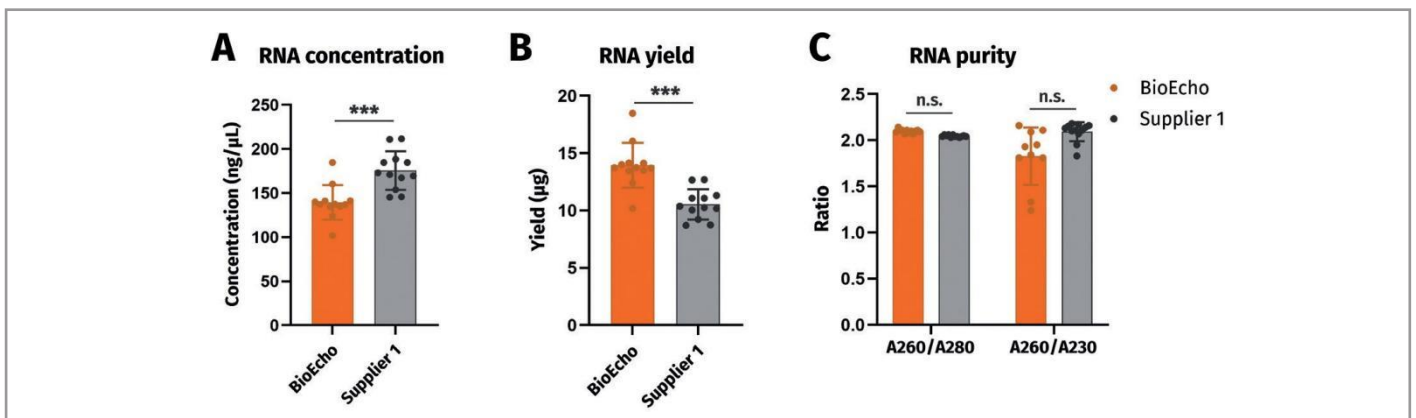 A RNA concentration
Concentration (ng/µL)
250
200
150
100
50
0
***
BioEcho
Supplier 1
B RNA yield
Yield (µg)
20
15
10
5
0
***
BioEcho
Supplier 1
C RNA purity
Ratio
2.5
2.0
1.5
1.0
0.5
0.0
n.s.
n.s.
A260/A280
A260/A230
BioEcho
Supplier 1